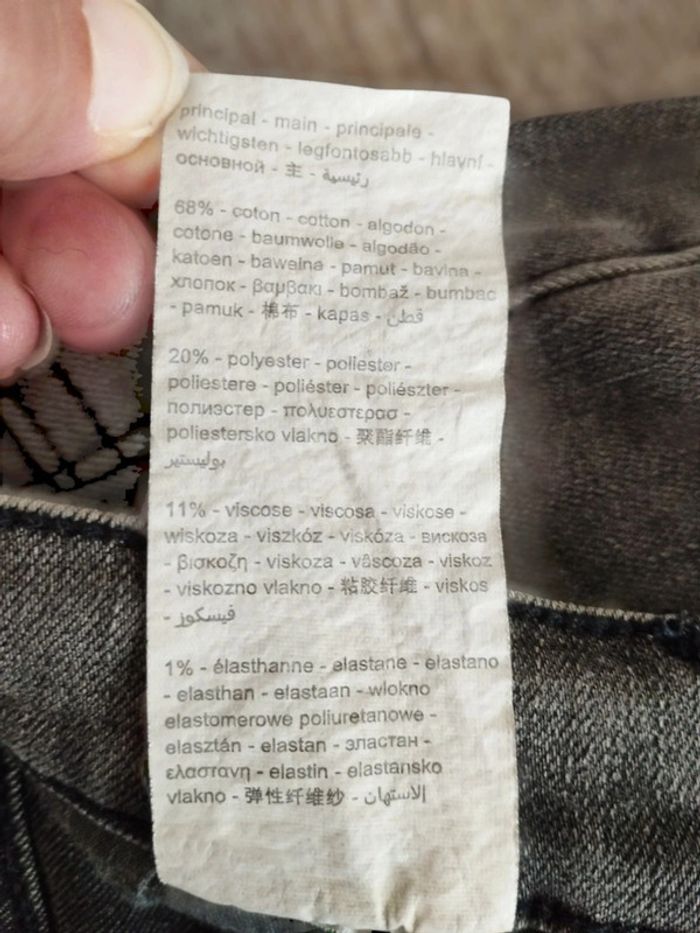 principal - main - principale -
wichtigsten - legfontosabb - hlavní -
основной - 主 - رئيسية
68% - coton - cotton - algodon -
cotone - baumwolle - algodão -
katoen - bawelna - pamut - bavlna -
хлопок - βαμβακι - bombaž - bumbac
- pamuk - 棉布 - kapas - قطن
20% - polyester - poliester -
poliestere - poliéster - poliészter -
полиэстер - πολυεστερασ -
poliestersko vlakno - 聚酯纤维 -
بوليستير
11% - viscose - viscosa - viskose -
wiskoza - viszkóz - viskóza - вискоза
- βισκοζη - viskoza - vâscoza - viskoz
- viskozno vlakno - 粘胶纤维 - viskos
- فيسكوز
1% - élasthanne - elastane - elastano
- elasthan - elastaan - wlokno
elastomerowe poliuretanowe -
elasztán - elastan - эластан -
ελαστανη - elastin - elastansko
vlakno - 弹性纤维纱 - الاستهان